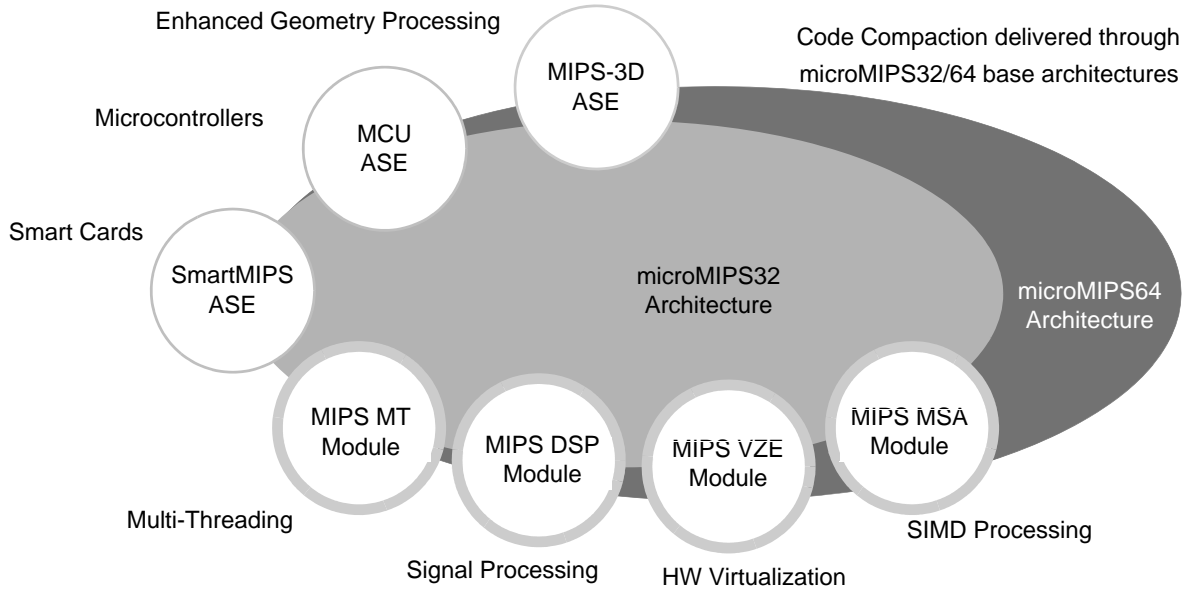 Enhanced Geometry Processing
Code Compaction delivered through
microMIPS32/64 base architectures
MIPS-3D
ASE
Microcontrollers
MCU
ASE
Smart Cards
SmartMIPS
ASE
microMIPS32
Architecture
microMIPS64
Architecture
MIPS MT
Module
MIPS DSP
Module
MIPS VZE
Module
MIPS MSA
Module
Multi-Threading
Signal Processing
HW Virtualization
SIMD Processing